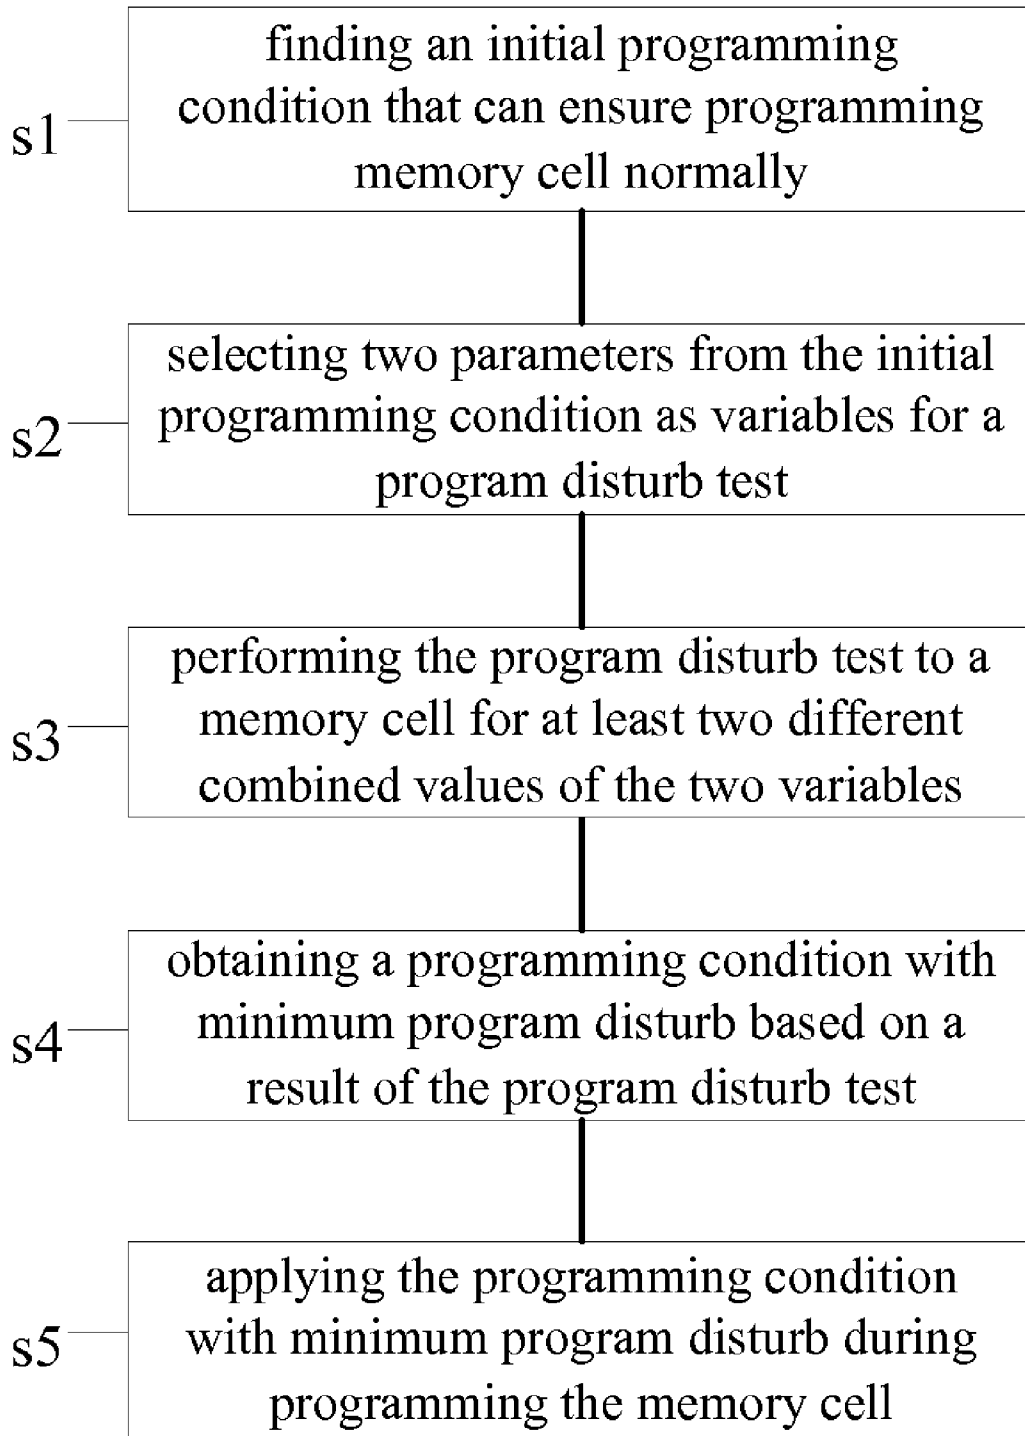 finding an initial programming
condition that can ensure programming
memory cell normally
s1
selecting two parameters from the initial
programming condition as variables for a
program disturb test
s2
performing the program disturb test to a
memory cell for at least two different
combined values of the two variables
s3
obtaining a programming condition with
minimum program disturb based on a
result of the program disturb test
s4
applying the programming condition
with minimum program disturb during
programming the memory cell
s5